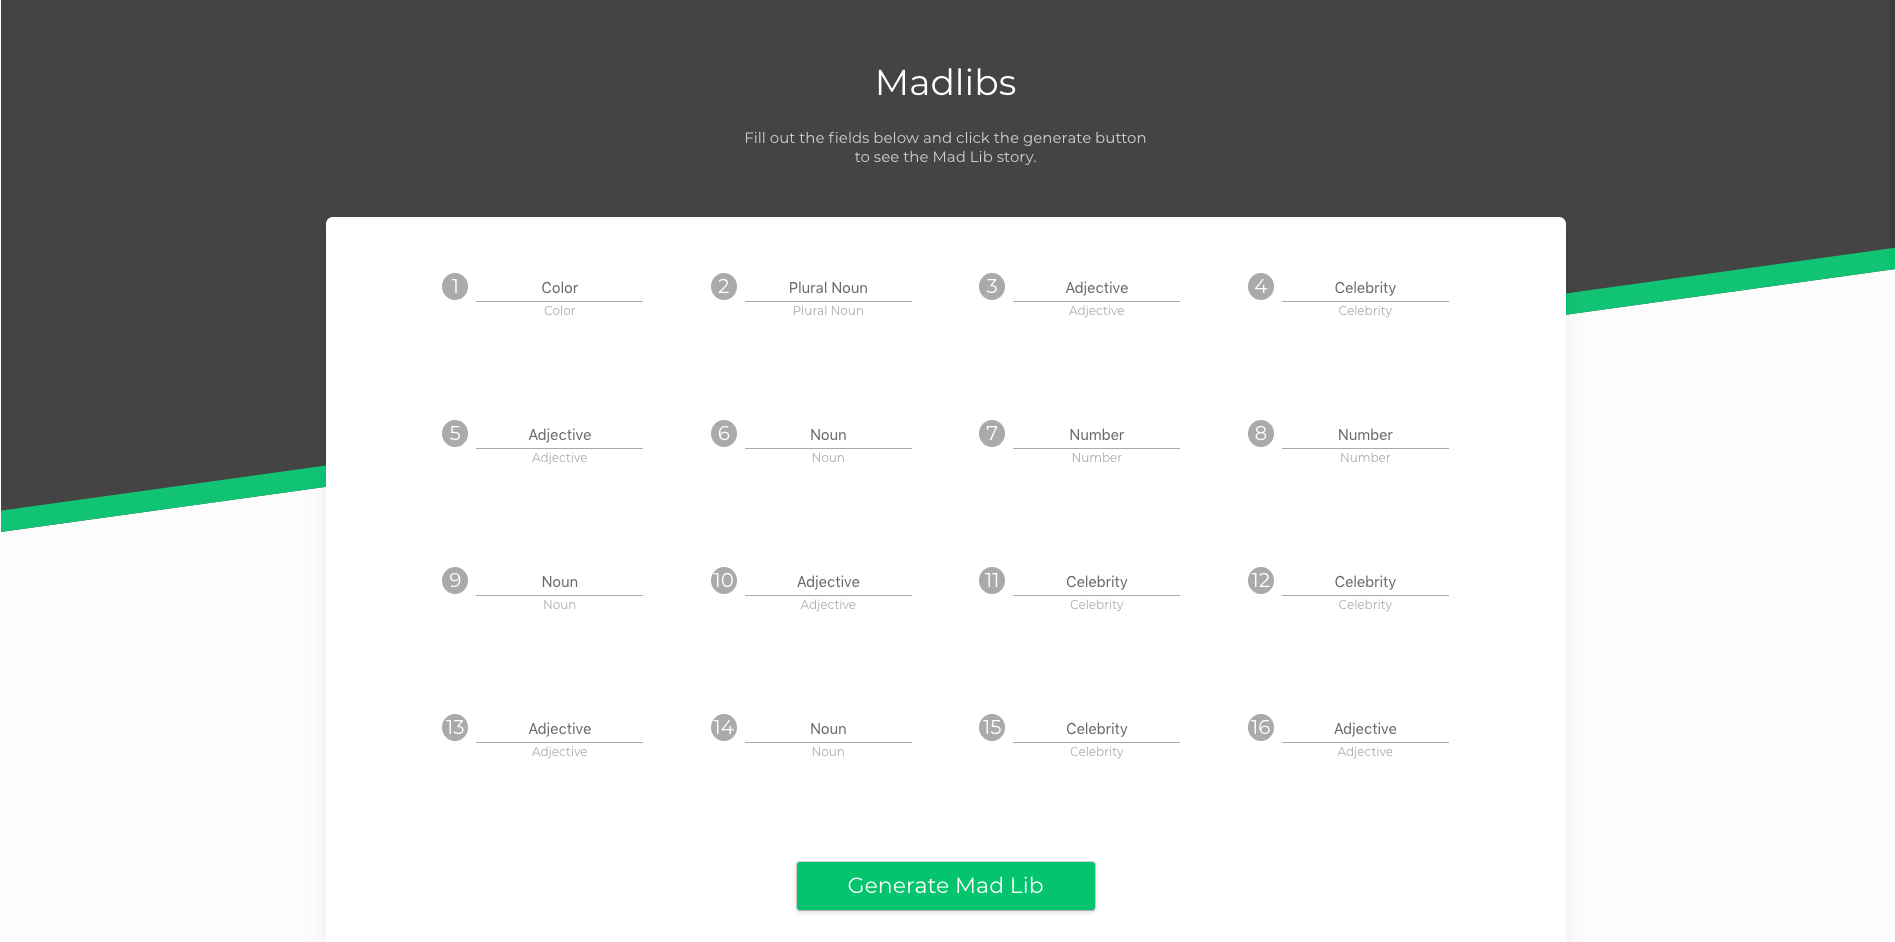 Madlibs
Fill out the fields below and click the generate button
to see the Mad Lib story.
1 Color 2 Plural Noun 3 Adjective 4 Celebrity
Color Plural Noun Adjective Celebrity
5 Adjective 6 Noun 7 Number 8 Number
Adjective Noun Number Number
9 Noun 10 Adjective 11 Celebrity 12 Celebrity
Noun Adjective Celebrity Celebrity
13 Adjective 14 Noun 15 Celebrity 16 Adjective
Adjective Noun Celebrity Adjective
Generate Mad Lib